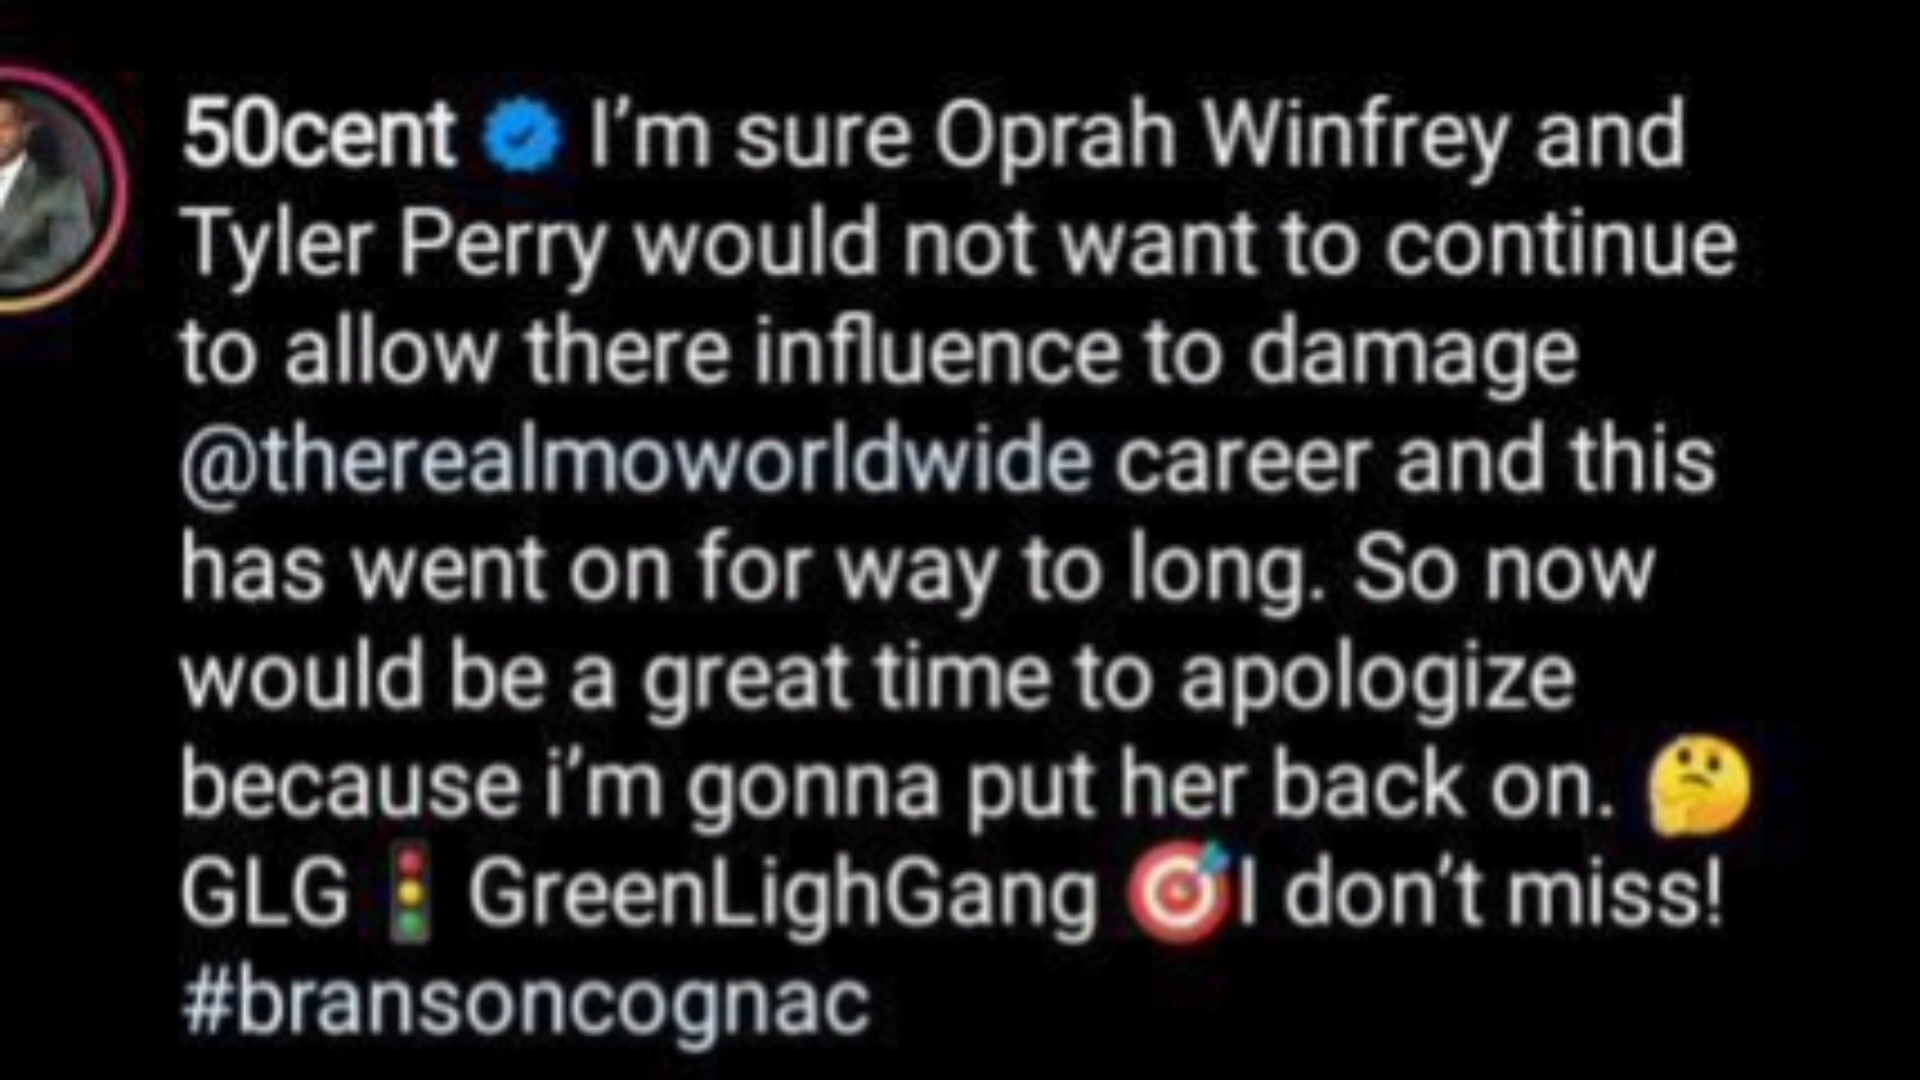 50cent I’m sure Oprah Winfrey and
Tyler Perry would not want to continue
to allow there influence to damage
@therealmoworldwide career and this
has went on for way to long. So now
would be a great time to apologize
because i’m gonna put her back on. 🤔
GLG 🚦 GreenLighGang 🎯I don’t miss!
#bransoncognac